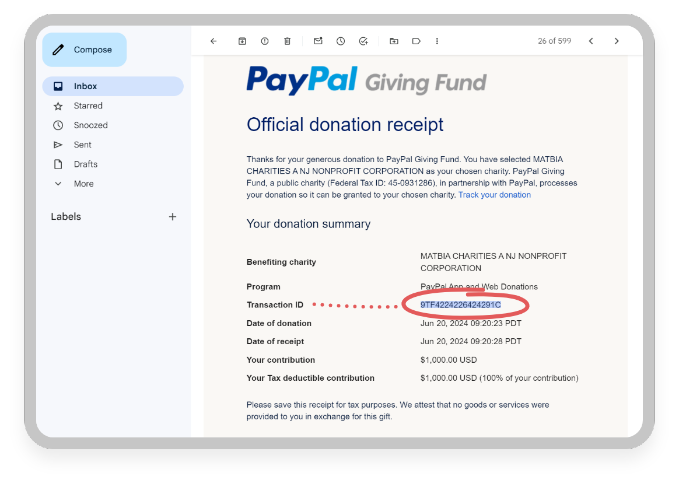 Compose
26 of 599
Inbox
Starred
Snoozed
Sent
Drafts
More
Labels
PayPal Giving Fund
Official donation receipt
Thanks for your generous donation to PayPal Giving Fund. You have selected MATBIA
CHARITIES A NJ NONPROFIT CORPORATION as your chosen charity. PayPal Giving
Fund, a public charity (Federal Tax ID: 45-0931286), in partnership with PayPal, processes
your donation so it can be granted to your chosen charity. Track your donation
Your donation summary
Benefiting charity MATBIA CHARITIES A NJ NONPROFIT
CORPORATION
Program PayPal App and Web Donations
Transaction ID 9TF4224226424291C
Date of donation Jun 20, 2024 09:20:23 PDT
Date of receipt Jun 20, 2024 09:20:28 PDT
Your contribution $1,000.00 USD
Your Tax deductible contribution $1,000.00 USD (100% of your contribution)
Please save this receipt for tax purposes. We attest that no goods or services were
provided to you in exchange for this gift.